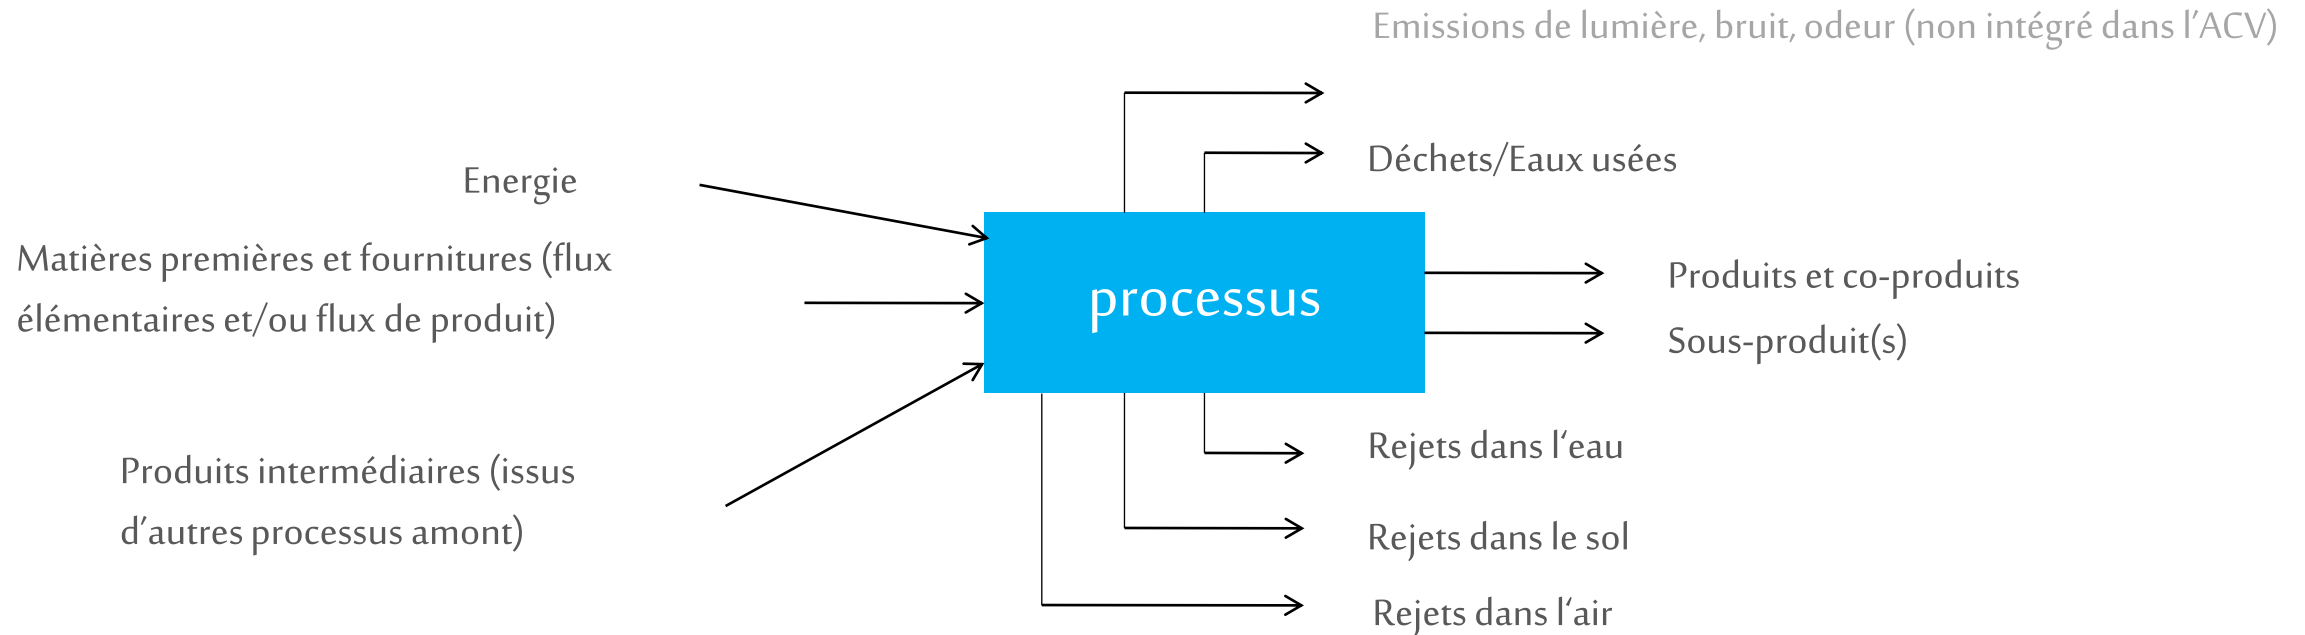 Emissions de lumière, bruit, odeur (non intégré dans l’ACV)
Déchets/Eaux usées
Energie
Matières premières et fournitures (flux
élémentaires et/ou flux de produit)
processus
Produits et co-produits
Sous-produit(s)
Produits intermédiaires (issus
d’autres processus amont)
Rejets dans l‘eau
Rejets dans le sol
Rejets dans l‘air